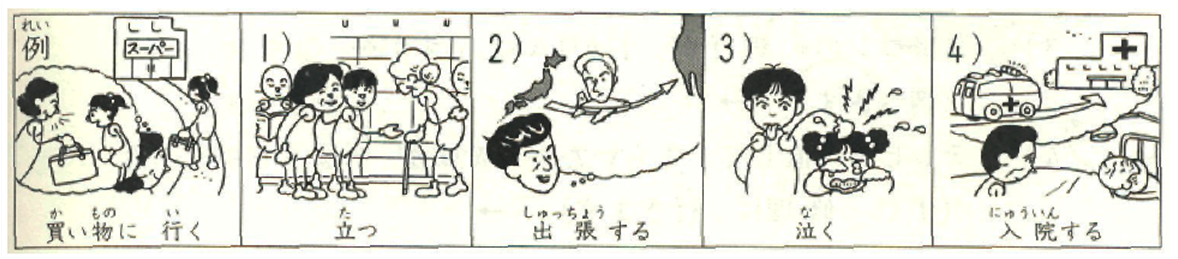 れい
例
スーパー
か もの い
買い物に 行く
1)
た
立つ
2)
しゅっちょう
出張する
3)
な
泣く
4)
にゅういん
入院する